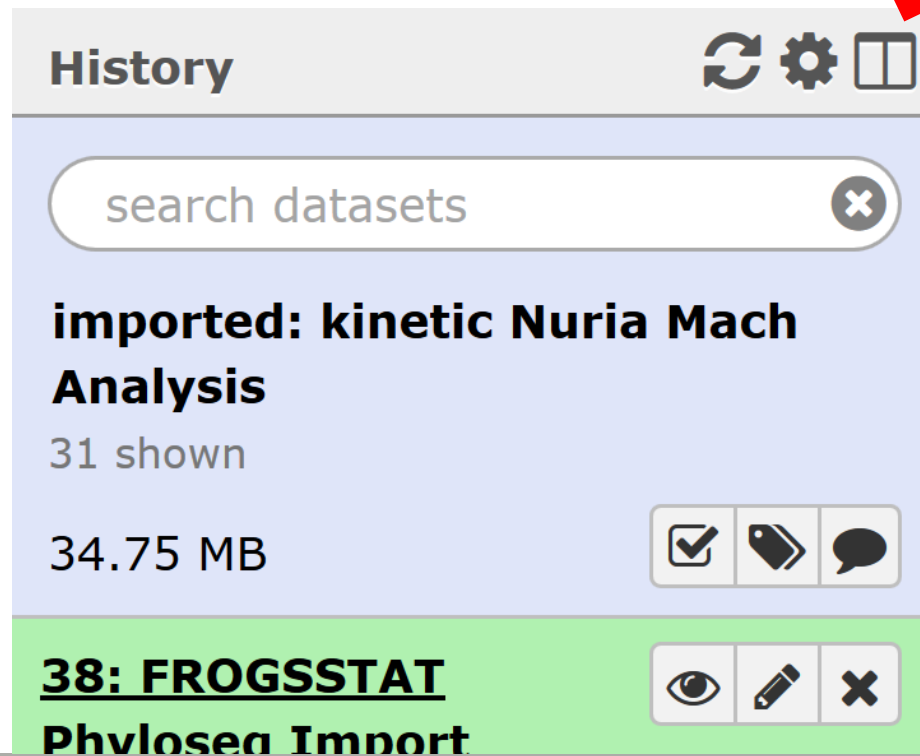 History
search datasets
imported: kinetic Nuria Mach
Analysis
31 shown
34.75 MB
38: FROGSSTAT
Phyloseq Import